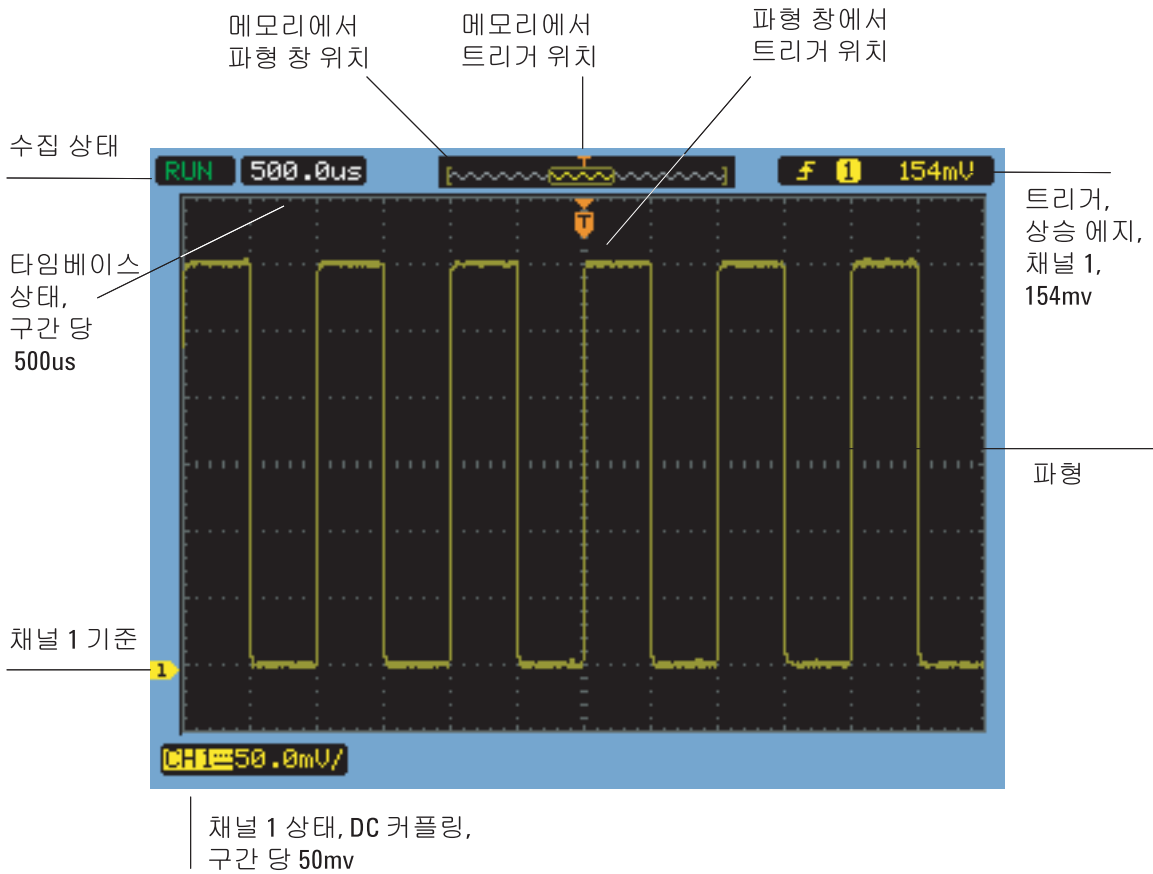 메모리에서
파형 창 위치
메모리에서
트리거 위치
파형 창에서
트리거 위치
수집 상태
RUN
500.0us
1
154mV
T
T
트리거,
상승 에지,
채널 1,
154mv
타임베이스
상태,
구간 당
500us
파형
채널 1 기준
1
CH1 50.0mV/
채널 1 상태, DC 커플링,
구간 당 50mv